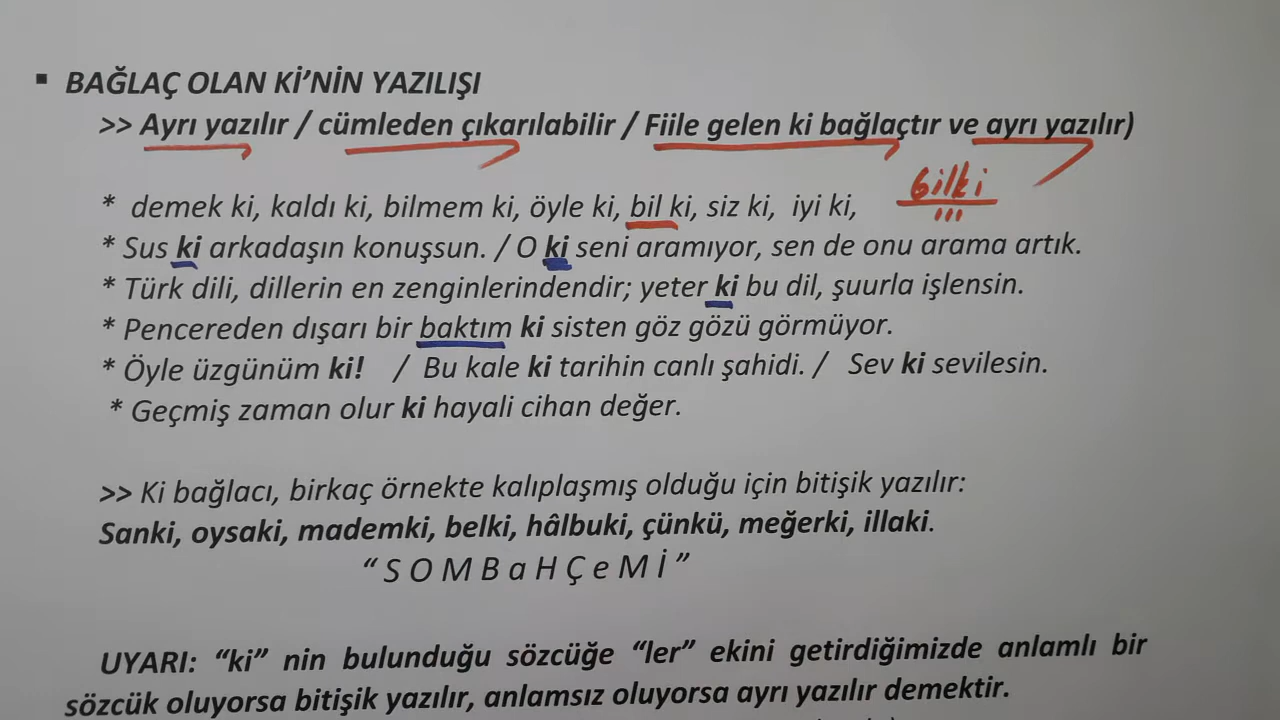 ▪ BAĞLAÇ OLAN Kİ’NİN YAZILIŞI
>> Ayrı yazılır / cümleden çıkarılabilir / Fiile gelen ki bağlaçtır ve ayrı yazılır)
bilki
* demek ki, kaldı ki, bilmem ki, öyle ki, bil ki, siz ki, iyi ki,
* Sus ki arkadaşın konuşsun. / O ki seni aramıyor, sen de onu arama artık.
* Türk dili, dillerin en zenginlerindendir; yeter ki bu dil, şuurla işlensin.
* Pencereden dışarı bir baktım ki sisten göz gözü görmüyor.
* Öyle üzgünüm ki! / Bu kale ki tarihin canlı şahidi. / Sev ki sevilesin.
* Geçmiş zaman olur ki hayali cihan değer.
>> Ki bağlacı, birkaç örnekte kalıplaşmış olduğu için bitişik yazılır:
Sanki, oysaki, mademki, belki, hâlbuki, çünkü, meğerki, illaki.
“ S O M B a H Ç e M İ ”
UYARI: “ki” nin bulunduğu sözcüğe “ler” ekini getirdiğimizde anlamlı bir
sözcük oluyorsa bitişik yazılır, anlamsız oluyorsa ayrı yazılır demektir.